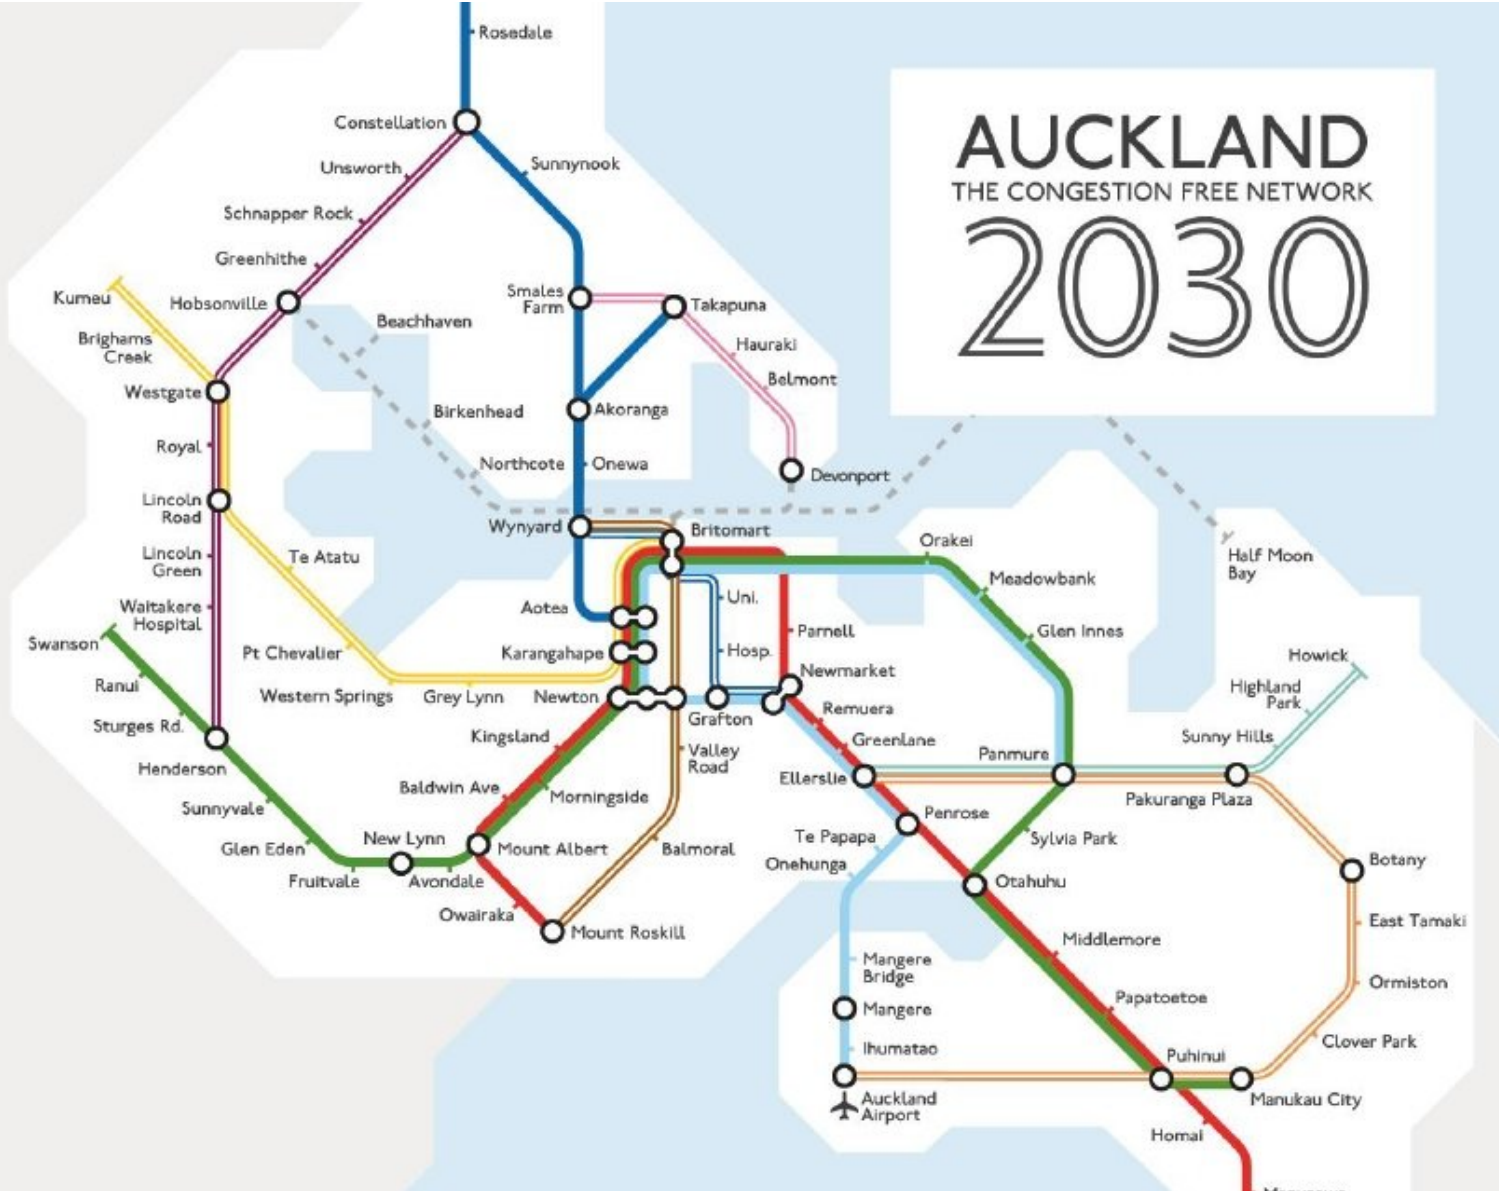 Rosedale
AUCKLAND
THE CONGESTION FREE NETWORK
2030
Constellation
Sunnynook
Unsworth
Schnapper Rock
Greenhithe
Kumeu
Hobsonville
Smales
Farm
Takapuna
Beachhaven
Brighams
Creek
Hauraki
Belmont
Westgate
Birkenhead
Akoranga
Royal
Northcote
Onewa
Devonport
Lincoln
Road
Wynyard
Britomart
Lincoln
Green
Te Atatu
Orakei
Half Moon
Bay
Meadowbank
Waitakere
Hospital
Aotea
Uni.
Parnell
Glen Innes
Swanson
Pt Chevalier
Karangahape
Hosp.
Howick
Ranui
Western Springs
Grey Lynn
Newton
Newmarket
Highland
Park
Sturges Rd.
Grafton
Remuera
Kingsland
Greenlane
Sunny Hills
Valley
Road
Panmure
Henderson
Ellerslie
Baldwin Ave
Morningside
Pakuranga Plaza
Sunnyvale
Penrose
Glen Eden
New Lynn
Mount Albert
Balmoral
Te Papapa
Sylvia Park
Botany
Onehunga
Fruitvale
Avondale
Otahuhu
Owairaka
Mount Roskill
East Tamaki
Middlemore
Mangere
Bridge
Ormiston
Papatoetoe
Mangere
Clover Park
Ihumatao
Puhinui
Auckland
Airport
Manukau City
Homai